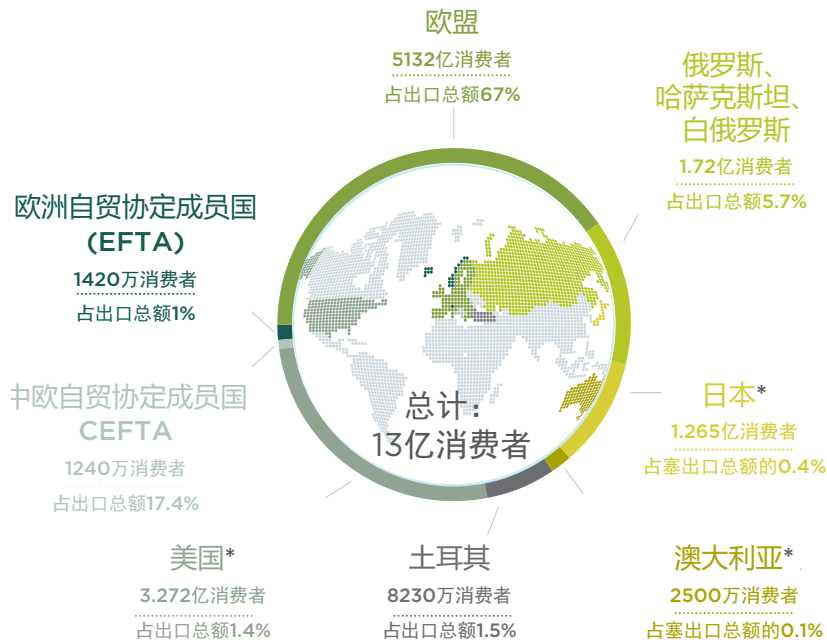 欧盟
5132亿消费者
占出口总额67%
俄罗斯、
哈萨克斯坦、
白俄罗斯
1.72亿消费者
占出口总额5.7%
欧洲自贸协定成员国
(EFTA)
1420万消费者
占出口总额1%
中欧自贸协定成员国
CEFTA
1240万消费者
占出口总额17.4%
总计：
13亿消费者
日本*
1.265亿消费者
占塞出口总额的0.4%
美国*
3.272亿消费者
占出口总额1.4%
土耳其
8230万消费者
占出口总额1.5%
澳大利亚*
2500万消费者
占塞出口总额的0.1%